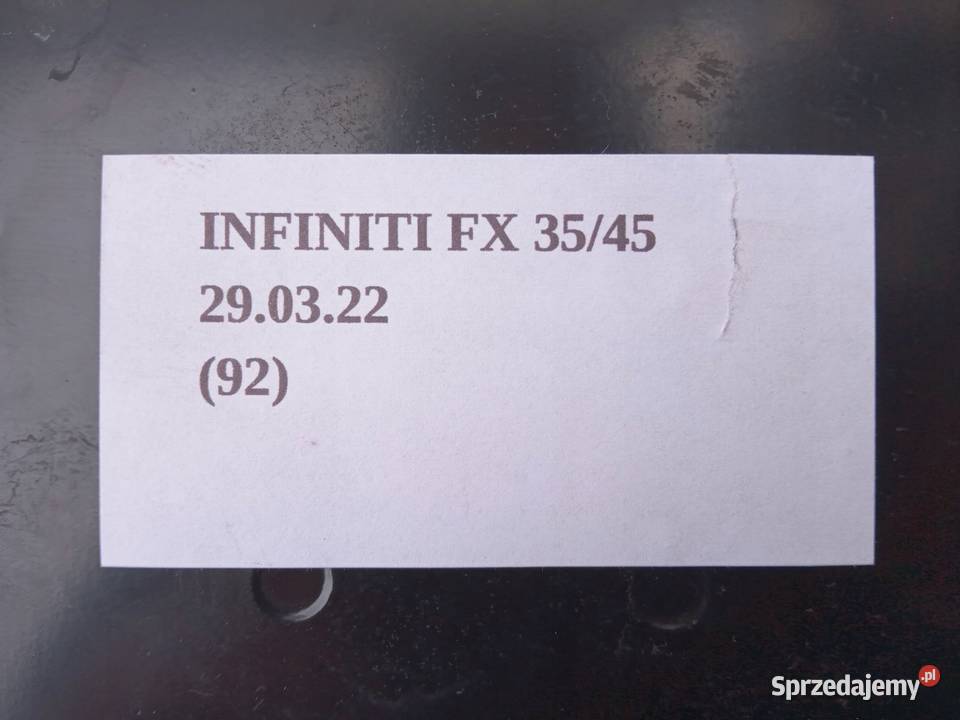 INFINITI FX 35/45
29.03.22
(92)
Sprzedajemy.pl